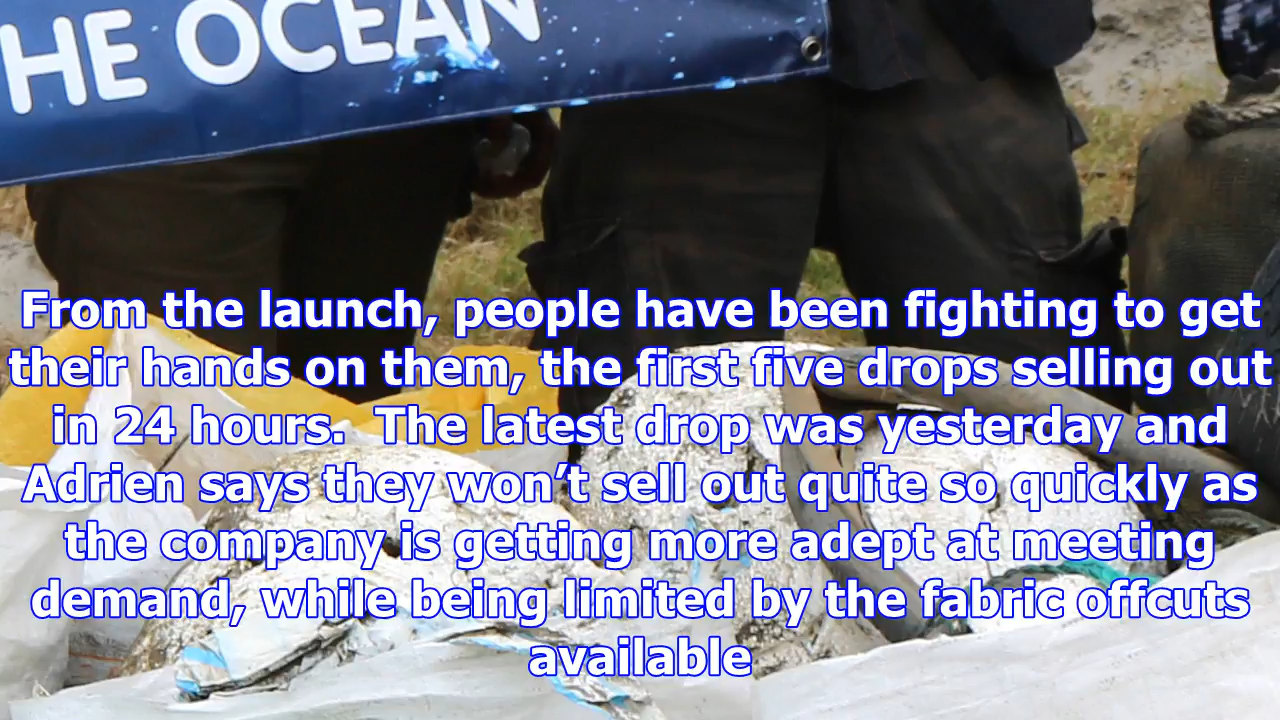 HE OCEAN
From the launch, people have been fighting to get
their hands on them, the first five drops selling out
in 24 hours.  The latest drop was yesterday and
Adrien says they won’t sell out quite so quickly as
the company is getting more adept at meeting
demand, while being limited by the fabric offcuts
available